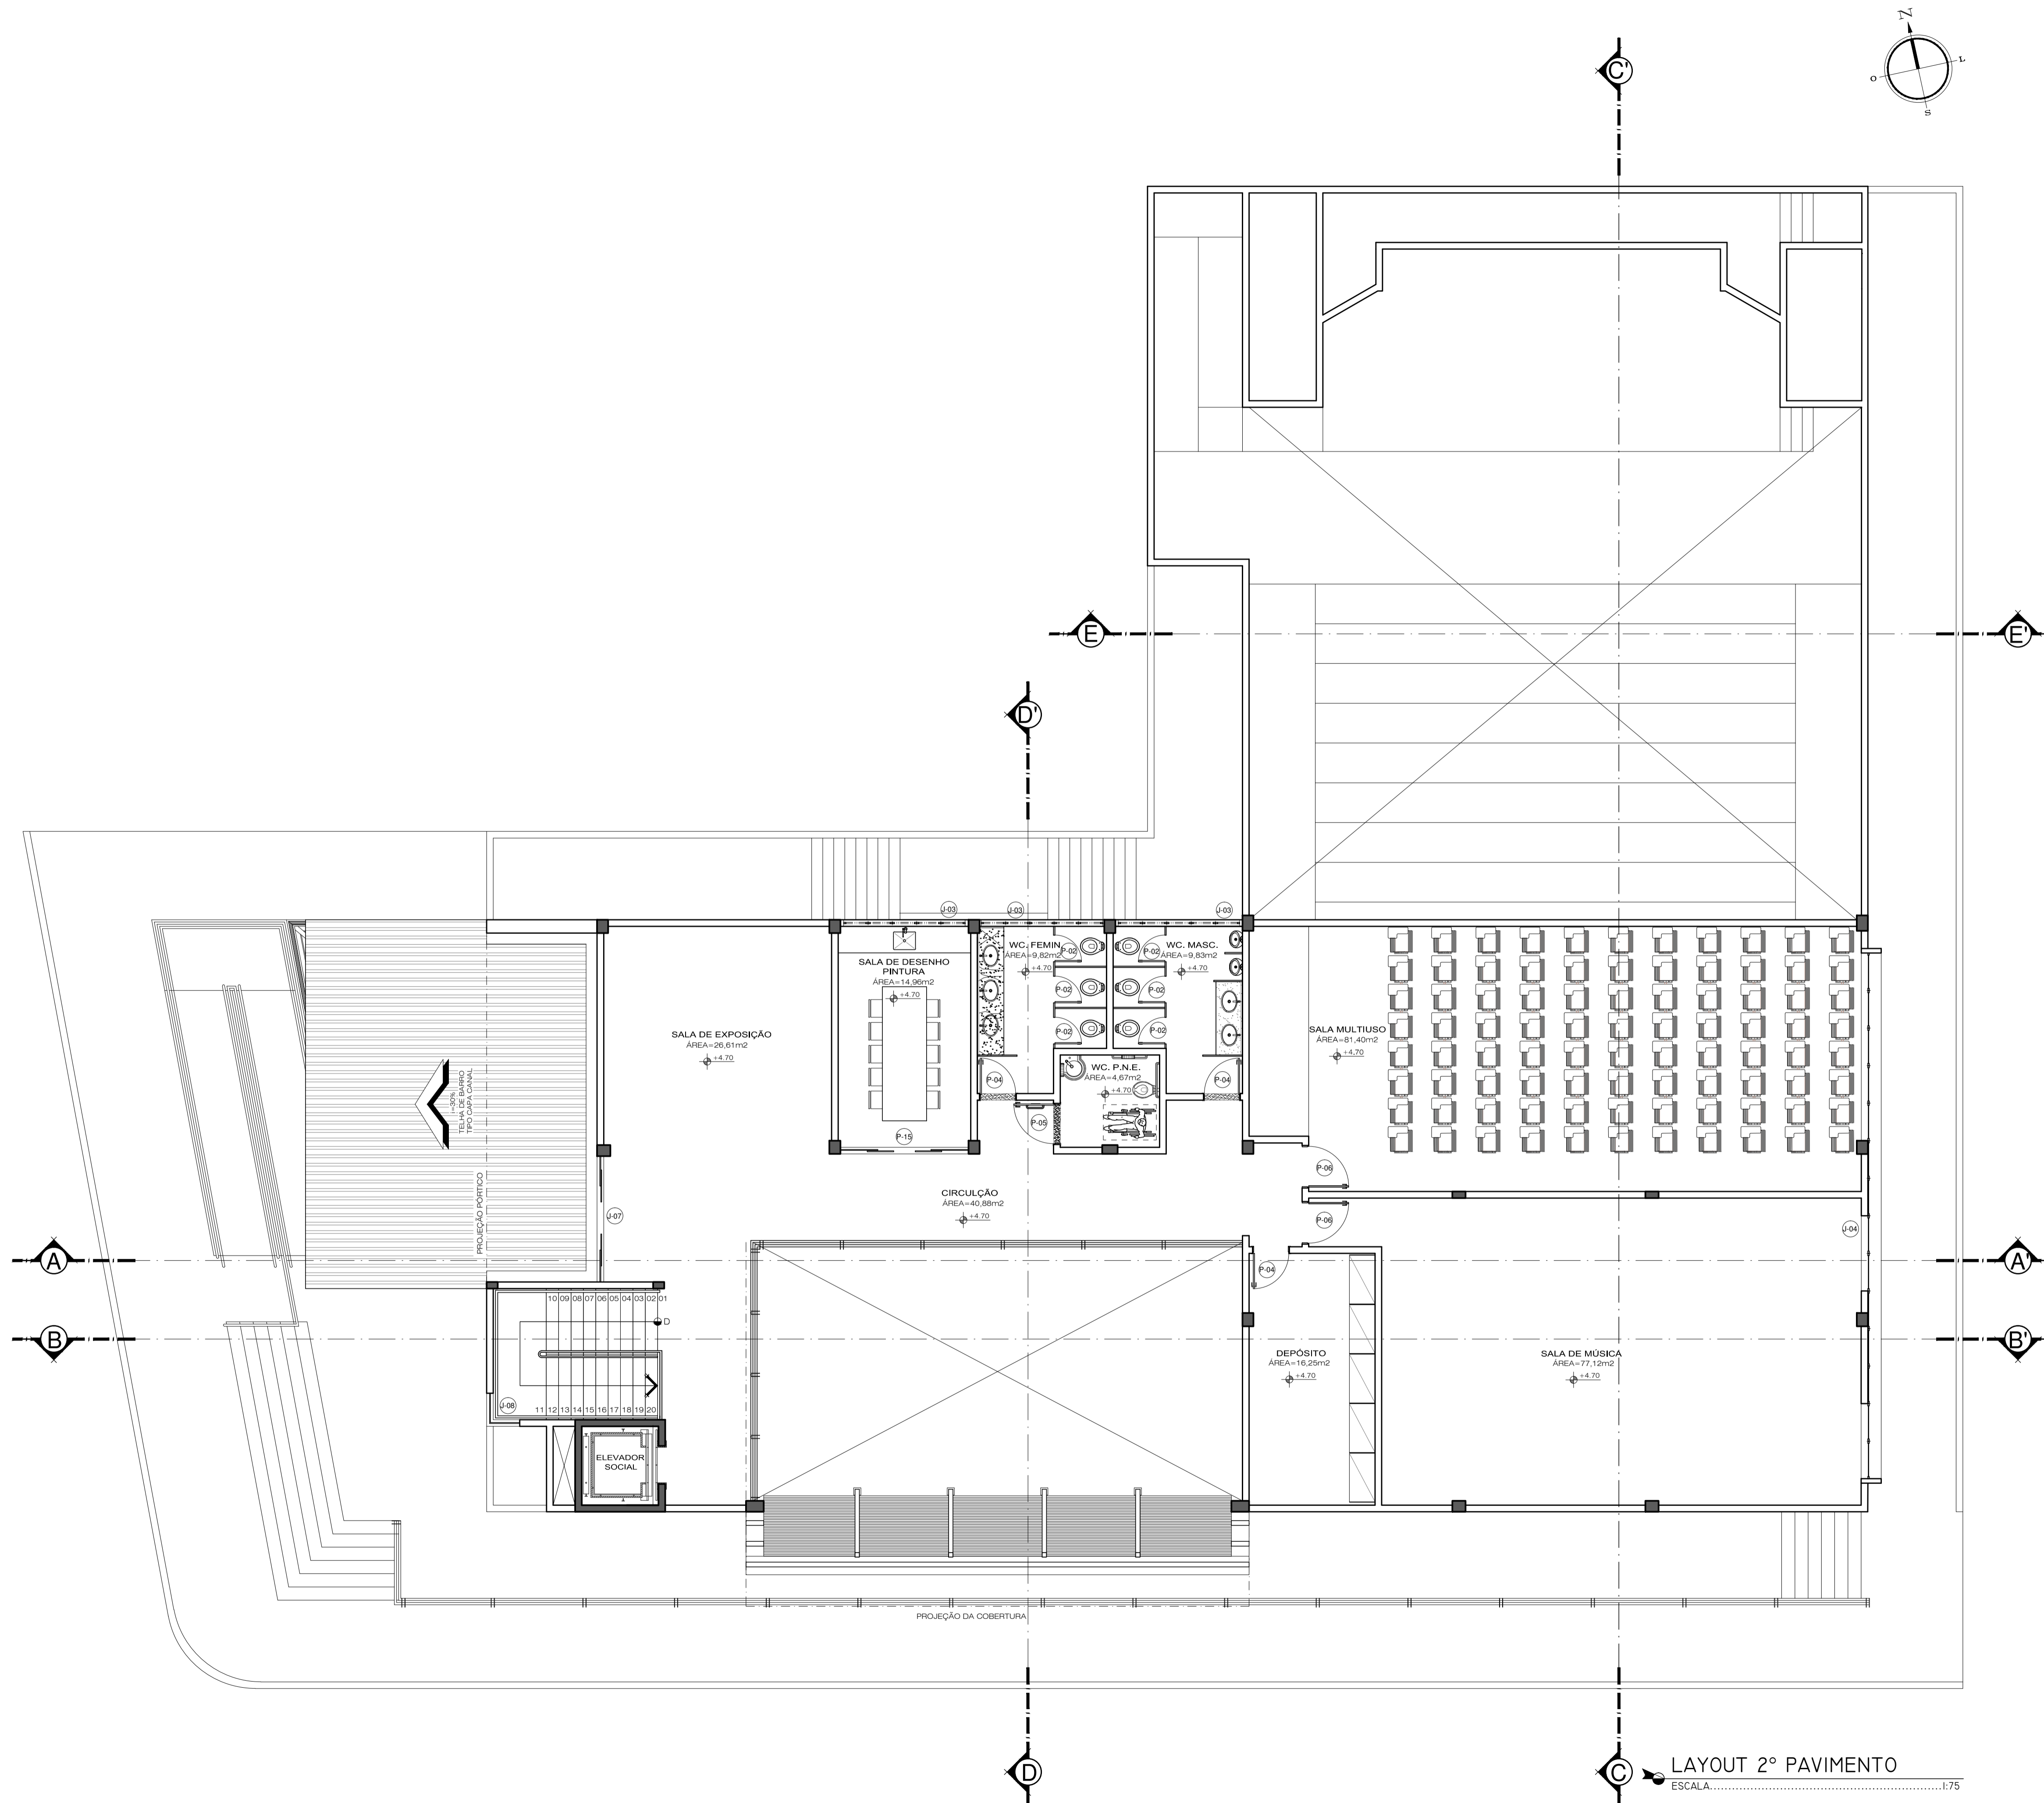 N
O
L
S
C'
E
E'
D'
J-03
J-03
J-03
WC. FEMIN.
ÁREA=9,82m2
+4.70
P-02
P-02
P-02
P-02
P-02
P-02
WC. MASC.
ÁREA=9,83m2
+4.70
SALA DE DESENHO
PINTURA
ÁREA=14,96m2
+4.70
SALA DE EXPOSIÇÃO
ÁREA=26,61m2
+4.70
SALA MULTIUSO
ÁREA=81,40m2
+4,70
WC. P.N.E.
ÁREA=4,67m2
+4.70
P-04
P-04
P-05
P-15
i=30%
TELHA DE BARRO
TIPO CAPA CANAL
PROJEÇÃO PÓRTICO
P-06
P-06
CIRCULÇÃO
ÁREA=40,88m2
+4.70
J-07
J-04
A
A'
P-04
10 09 08 07 06 05 04 03 02 01
D
B
B'
DEPÓSITO
ÁREA=16,25m2
+4.70
SALA DE MÚSICA
ÁREA=77,12m2
+4.70
J-08
11 12 13 14 15 16 17 18 19 20
ELEVADOR
SOCIAL
PROJEÇÃO DA COBERTURA
D
C
LAYOUT 2° PAVIMENTO
ESCALA..........................................................1:75